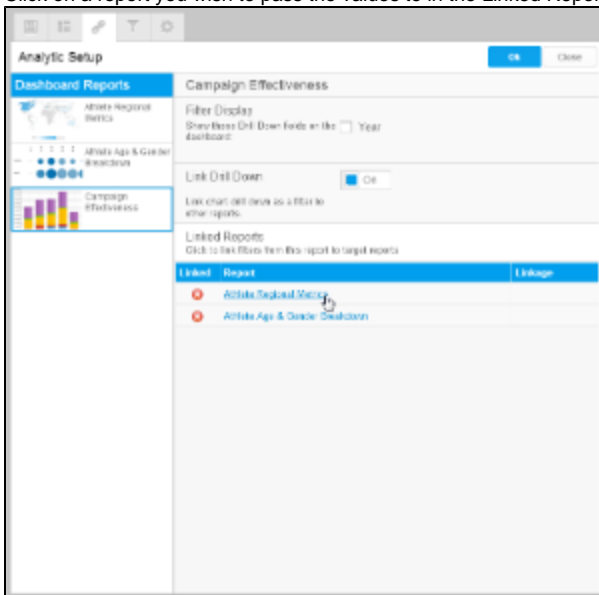 Click on a report you wish to pass the values to in the Linked Repor
Analytic Setup
Ok
Close
Dashboard Reports
Athlete Regional
Metrics
Athlete Age & Gender
Breakdown
Campaign
Effectiveness
Campaign Effectiveness
Filter Display
Show these Drill Down fields on the
dashboard:
Year
Link Drill Down
On
Link chart drill down as a filter to
other reports.
Linked Reports
Click to link filters from this report to target reports
Linked Report Linkage
Athlete Regional Metrics
Athlete Age & Gender Breakdown